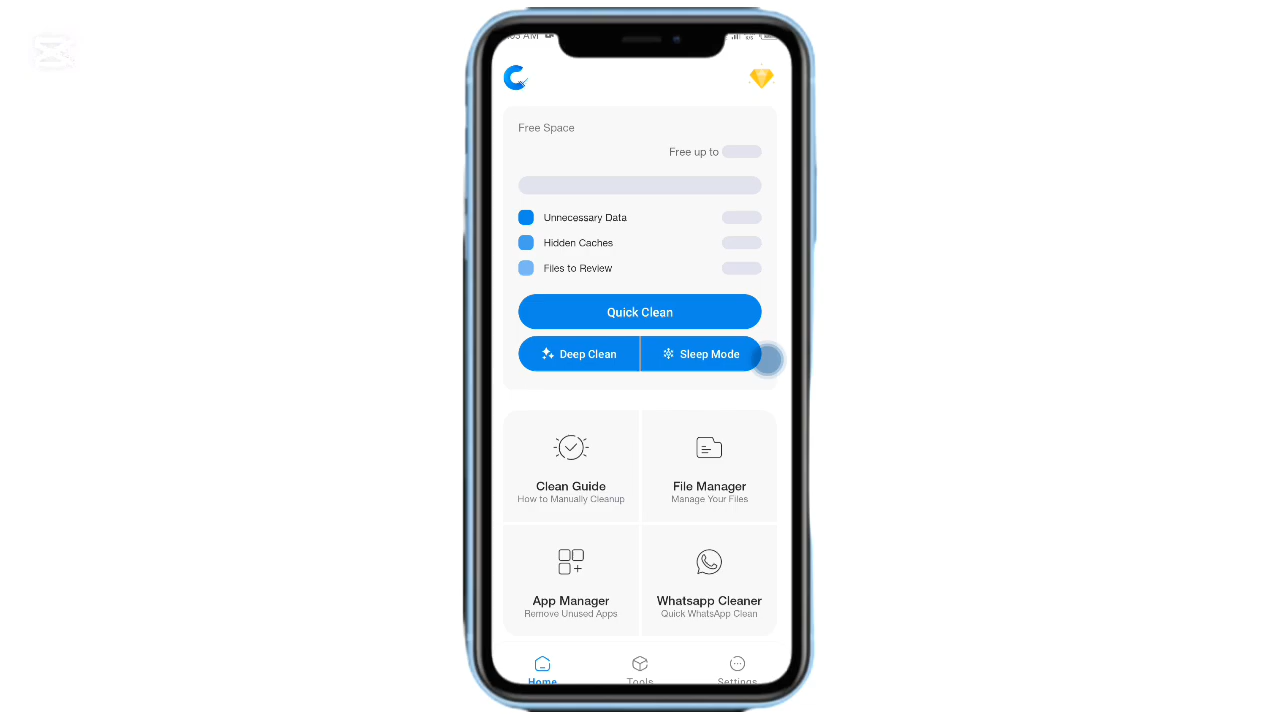 Free Space
Free up to
Unnecessary Data
Hidden Caches
Files to Review
Quick Clean
Deep Clean
Sleep Mode
Clean Guide
How to Manually Cleanup
File Manager
Manage Your Files
App Manager
Remove Unused Apps
Whatsapp Cleaner
Quick WhatsApp Clean
Home
Tools
Settings